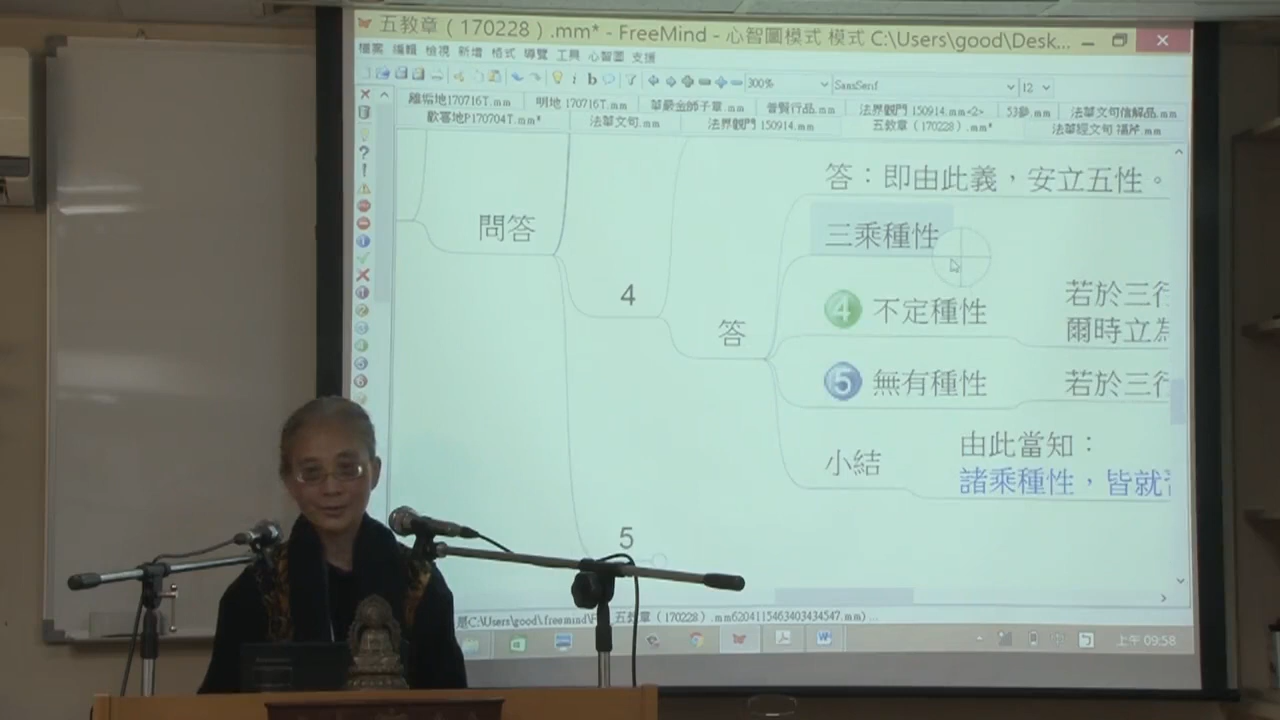 五教章（170228）.mm* - FreeMind - 心智圖模式 模式 C:\Users\good\Desk...
檔案 編輯 檢視 新增 格式 導覽 工具 心智圖 支援
300%
SansSerif
12
離垢地170716T.mm
明地 170716T.mm
華嚴金師子章.mm
普賢行品.mm
法界觀門 150914.mm<2>
53參.mm
法華文句信解品.mm
歡喜地P170704T.mm*
法華文句.mm
法界觀門 150914.mm
五教章（170228）.mm*
答：即由此義，安立五性。
問答
三乘種性
4
答
4 不定種性
若於三行
爾時立為
5 無有種性
若於三行
小結
由此當知：
諸乘種性，皆就
5
上午 09:58